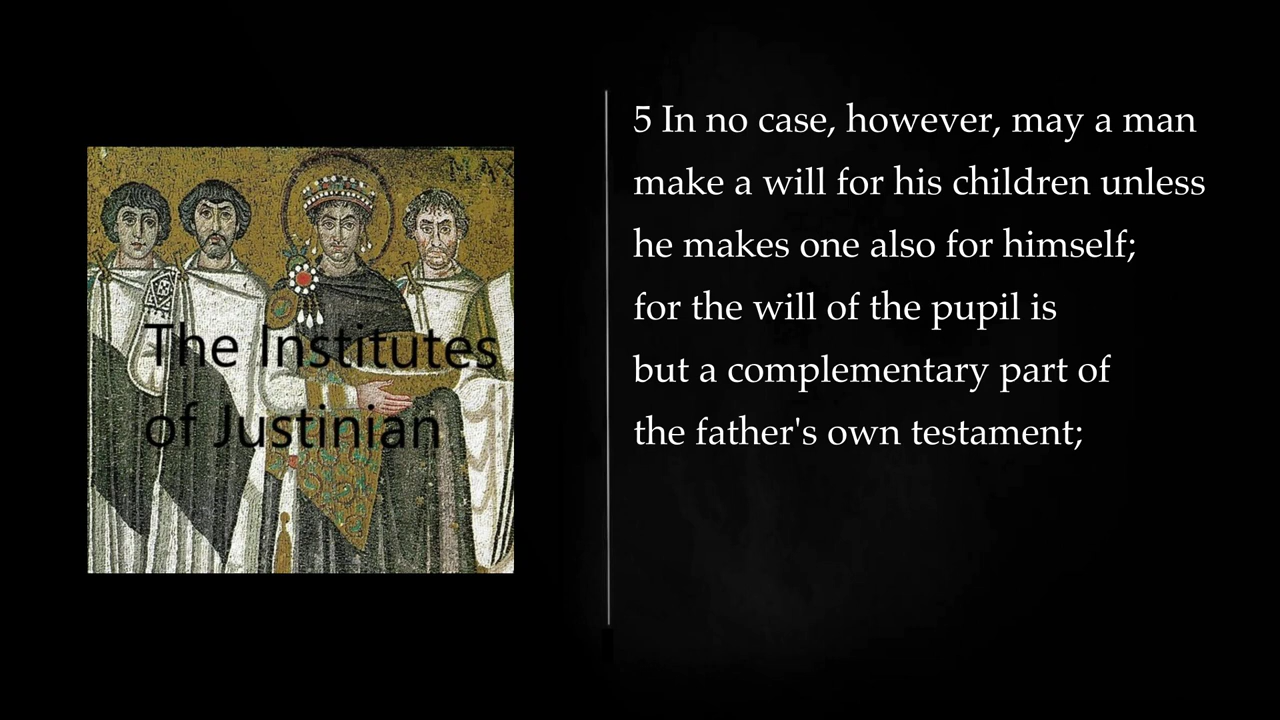 MAX
The Institutes
of Justinian
5 In no case, however, may a man
make a will for his children unless
he makes one also for himself;
for the will of the pupil is
but a complementary part of
the father's own testament;